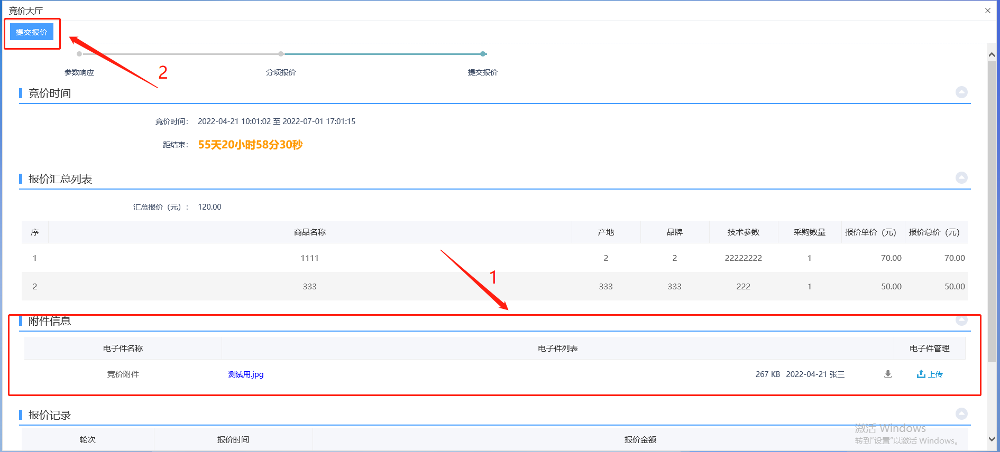 竞价大厅
提交报价
参数响应 分项报价 提交报价
2
竞价时间
竞价时间： 2022-04-21 10:01:02 至 2022-07-01 17:01:15
距结束： 55天20小时58分30秒
报价汇总列表
汇总报价（元）： 120.00
序 商品名称 产地 品牌 技术参数 采购数量 报价单价（元） 报价总价（元）
1 1111 2 2 22222222 1 70.00 70.00
1
2 333 333 333 222 1 50.00 50.00
附件信息
电子件名称 电子件列表 电子件管理
竞价附件 测试用.jpg 267 KB 2022-04-21 张三 上传
报价记录
轮次 报价时间 报价金额
激活 Windows
转到“设置”以激活 Windows。